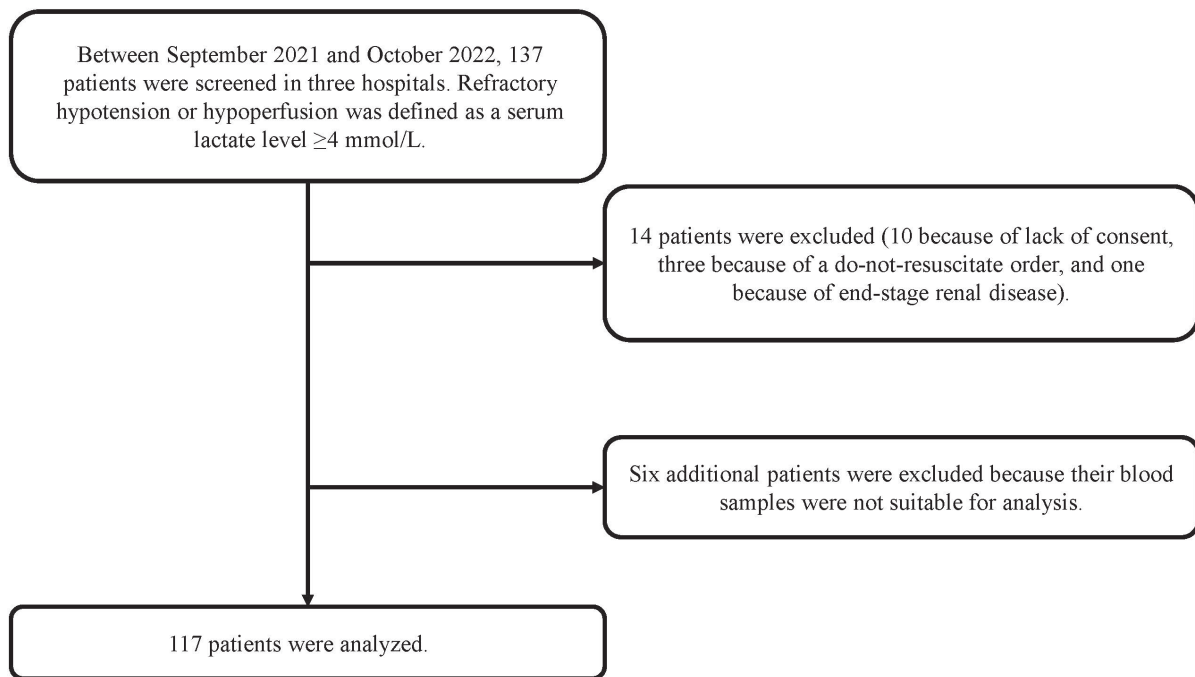 Between September 2021 and October 2022, 137
patients were screened in three hospitals. Refractory
hypotension or hypoperfusion was defined as a serum
lactate level ≥4 mmol/L.
14 patients were excluded (10 because of lack of consent,
three because of a do-not-resuscitate order, and one
because of end-stage renal disease).
Six additional patients were excluded because their blood
samples were not suitable for analysis.
117 patients were analyzed.